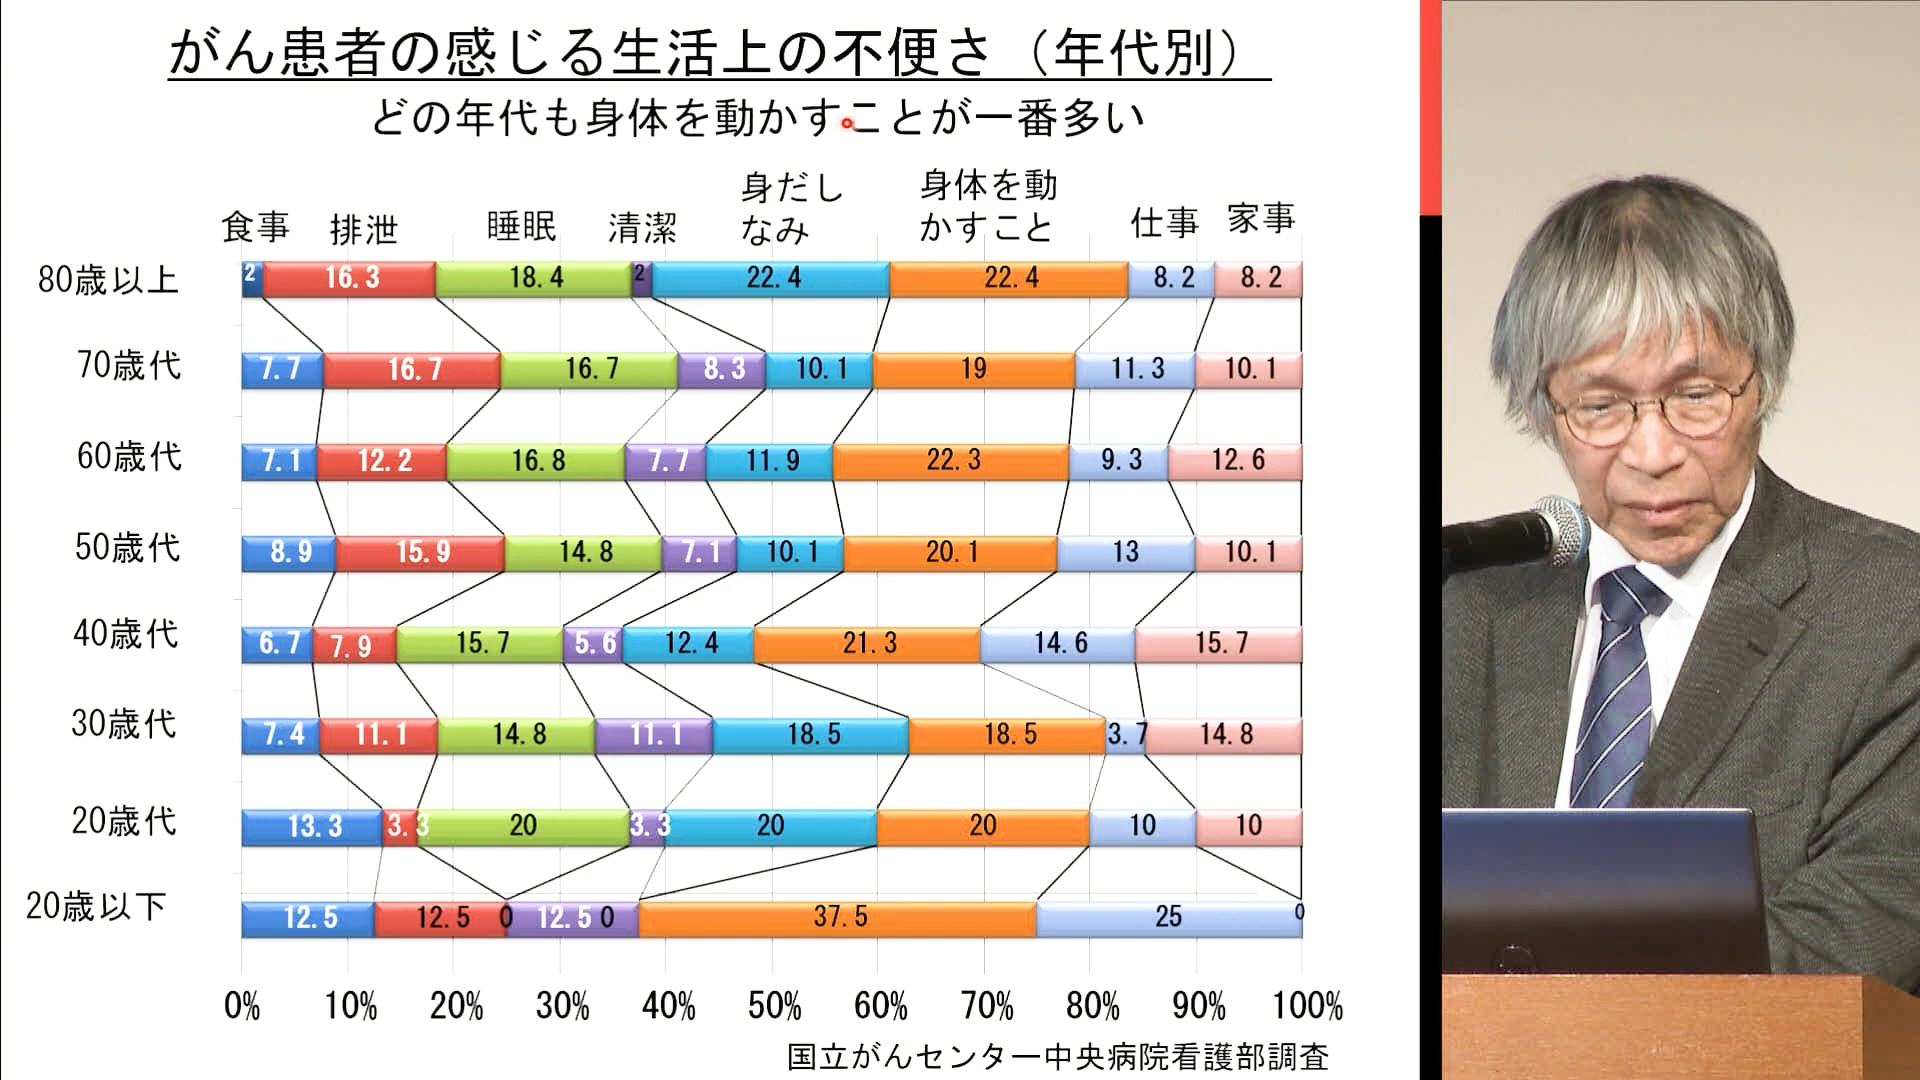 がん患者の感じる生活上の不便さ（年代別）
どの年代も身体を動かすことが一番多い
食事 排泄 睡眠 清潔 身だし
なみ 身体を動
かすこと 仕事 家事
80歳以上 2 16.3 18.4 2 22.4 22.4 8.2 8.2
70歳代 7.7 16.7 16.7 8.3 10.1 19 11.3 10.1
60歳代 7.1 12.2 16.8 7.7 11.9 22.3 9.3 12.6
50歳代 8.9 15.9 14.8 7.1 10.1 20.1 13 10.1
40歳代 6.7 7.9 15.7 5.6 12.4 21.3 14.6 15.7
30歳代 7.4 11.1 14.8 11.1 18.5 18.5 3.7 14.8
20歳代 13.3 3.3 20 3.3 20 20 10 10
20歳以下 12.5 12.5 0 12.5 0 37.5 25 0
0% 10% 20% 30% 40% 50% 60% 70% 80% 90% 100%
国立がんセンター中央病院看護部調査